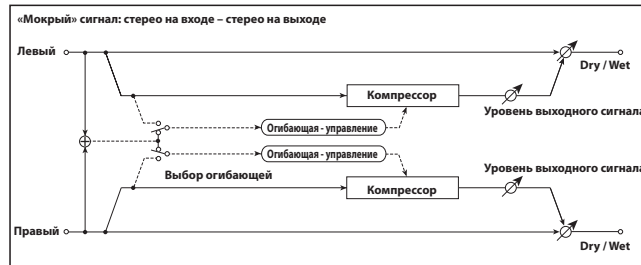 «Мокрый» сигнал: стерео на входе – стерео на выходе
Левый
Dry / Wet
Компрессор
Уровень выходного сигнала
Огибающая - управление
Огибающая - управление
Выбор огибающей
Уровень выходного сигнала
Компрессор
Правый
Dry / Wet